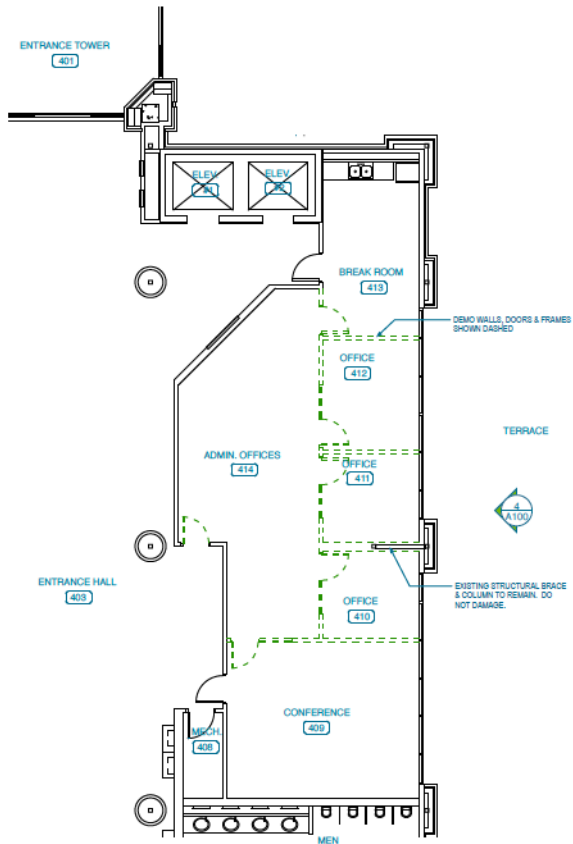 ENTRANCE TOWER
401
ELEV.
ELEV.
BREAK ROOM
413
DEMO WALLS, DOORS & FRAMES
SHOWN DASHED
OFFICE
412
TERRACE
ADMIN. OFFICES
414
OFFICE
411
4
A100
ENTRANCE HALL
403
EXISTING STRUCTURAL BRACE
& COLUMN TO REMAIN. DO
NOT DAMAGE.
OFFICE
410
CONFERENCE
409
MECH.
408
MEN